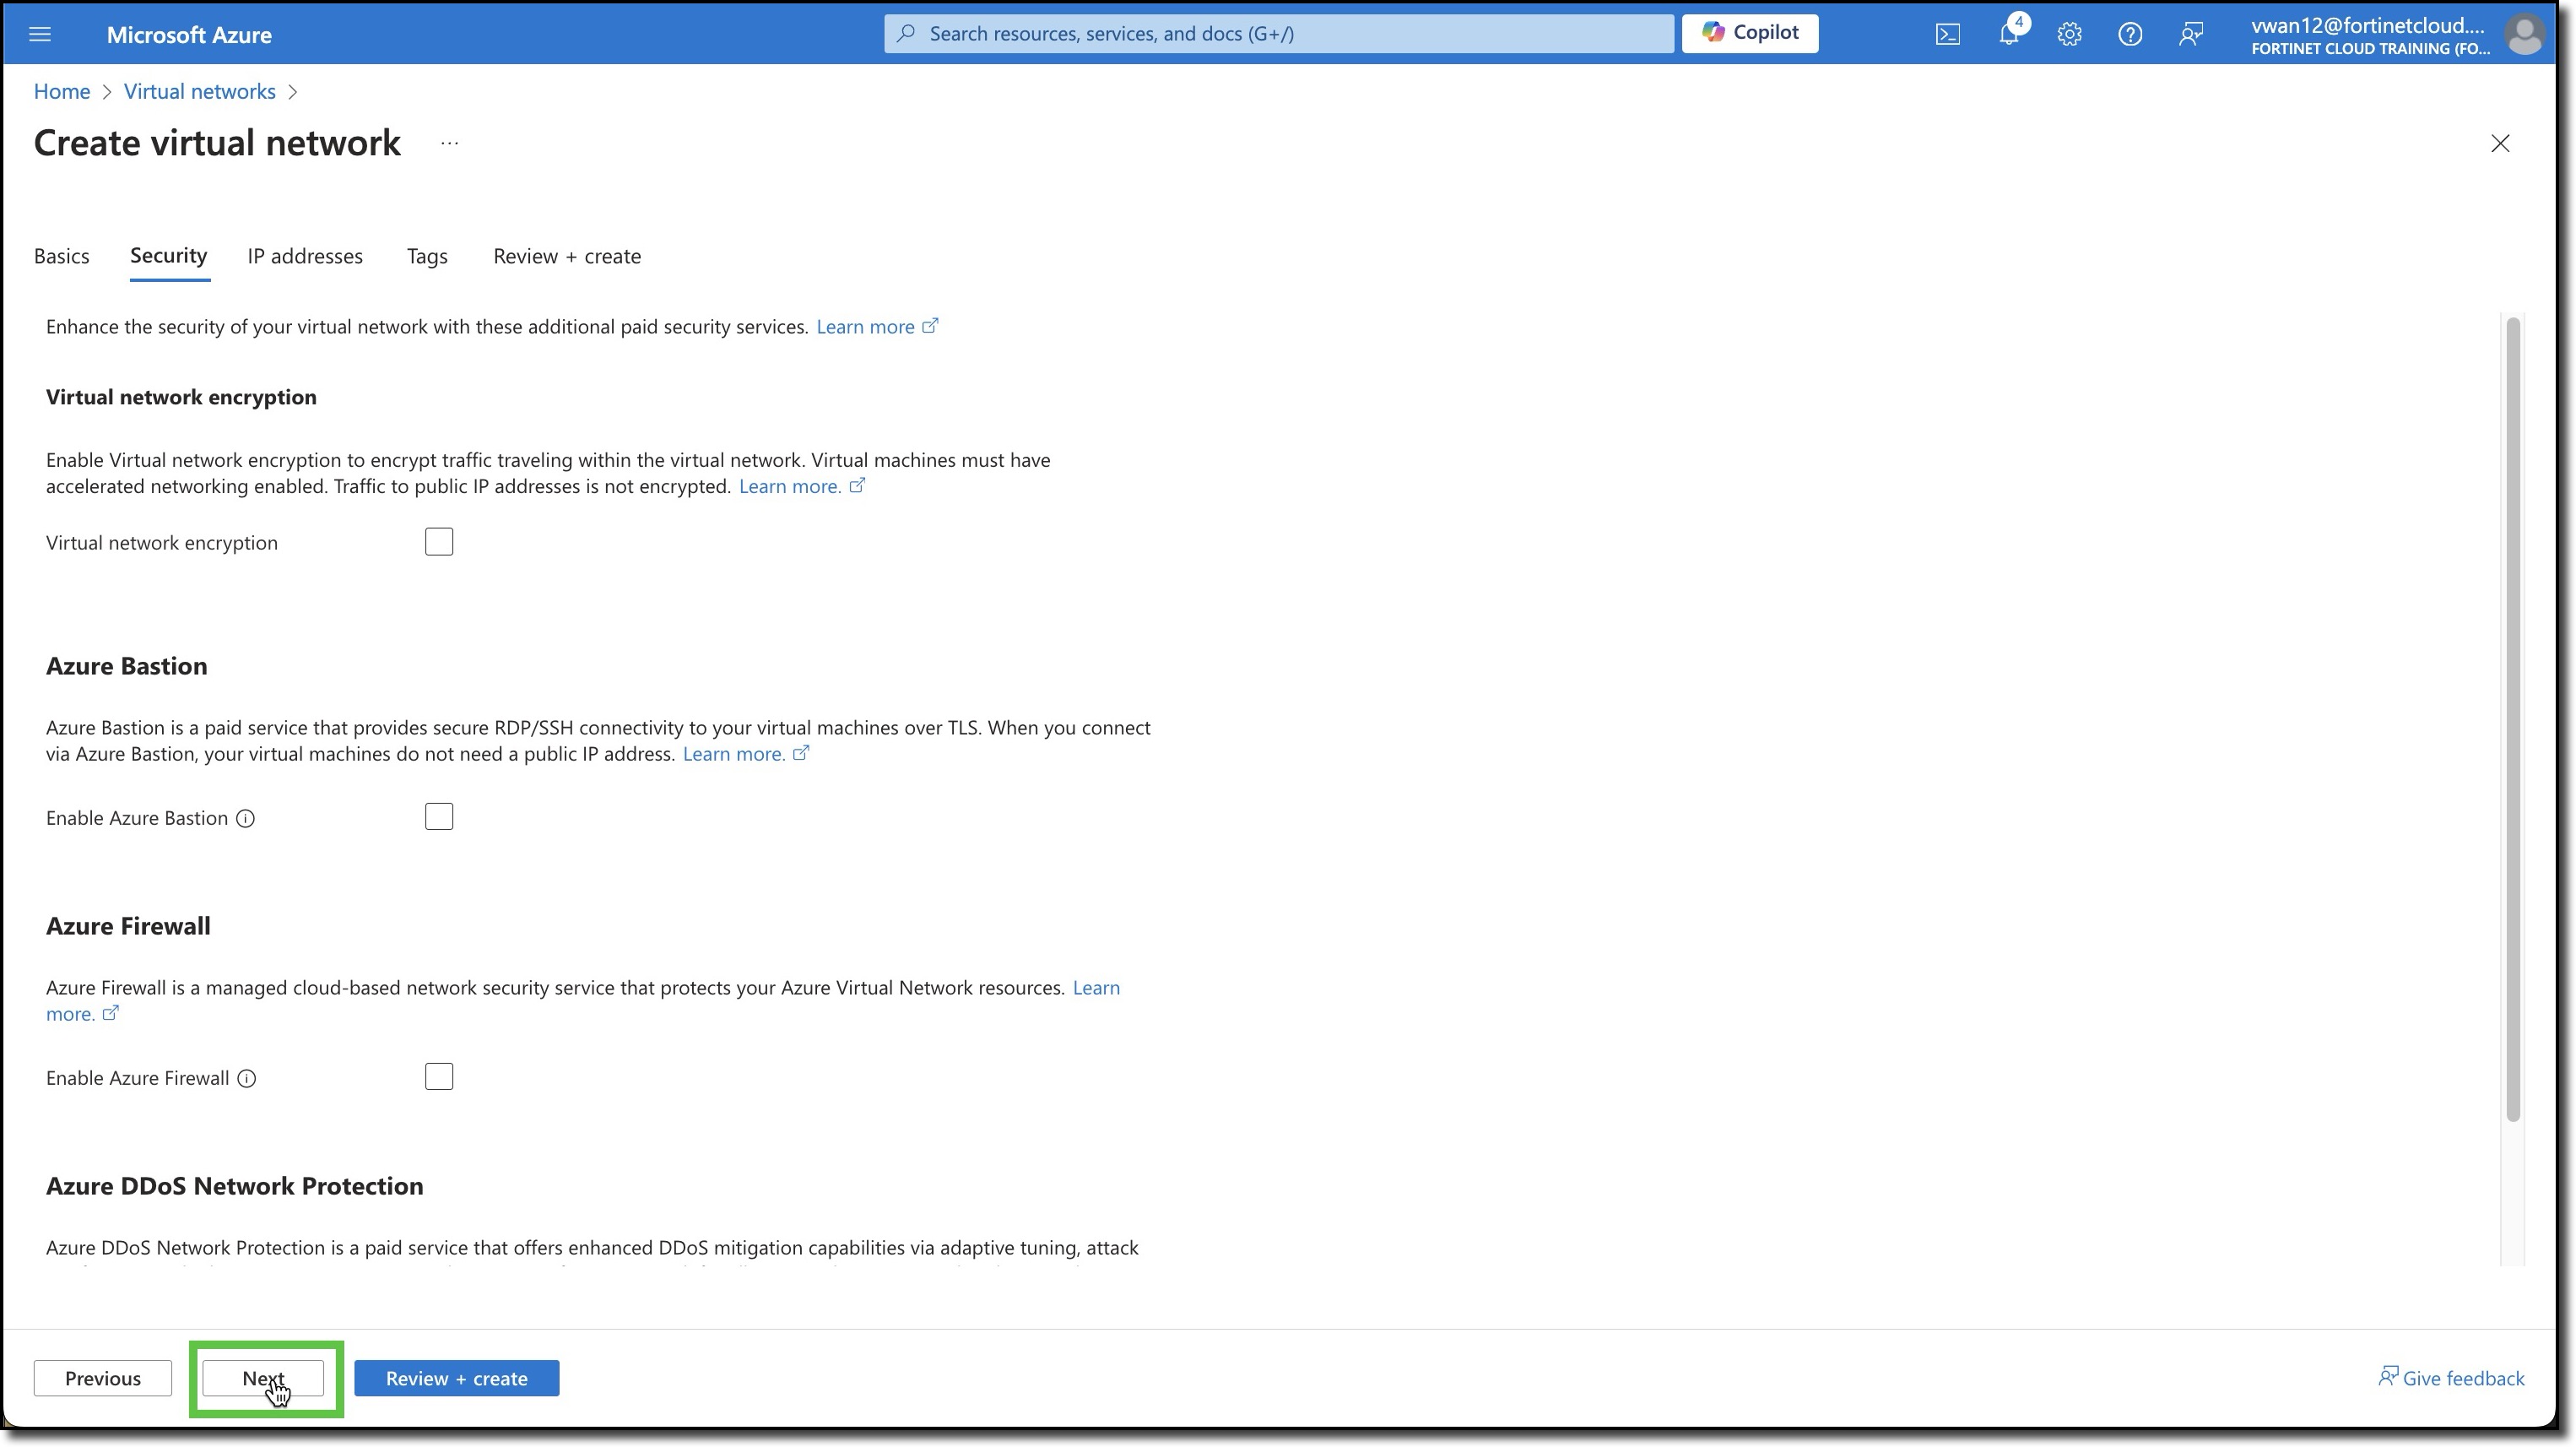 Microsoft Azure
Search resources, services, and docs (G+/)
Copilot
4
vwan12@fortinetcloud....
FORTINET CLOUD TRAINING (FO...
Home > Virtual networks >
Create virtual network ...
Basics Security IP addresses Tags Review + create
Enhance the security of your virtual network with these additional paid security services. Learn more
Virtual network encryption
Enable Virtual network encryption to encrypt traffic traveling within the virtual network. Virtual machines must have
accelerated networking enabled. Traffic to public IP addresses is not encrypted. Learn more.
Virtual network encryption
Azure Bastion
Azure Bastion is a paid service that provides secure RDP/SSH connectivity to your virtual machines over TLS. When you connect
via Azure Bastion, your virtual machines do not need a public IP address. Learn more.
Enable Azure Bastion
Azure Firewall
Azure Firewall is a managed cloud-based network security service that protects your Azure Virtual Network resources. Learn
more.
Enable Azure Firewall
Azure DDoS Network Protection
Azure DDoS Network Protection is a paid service that offers enhanced DDoS mitigation capabilities via adaptive tuning, attack
Previous Next Review + create Give feedback